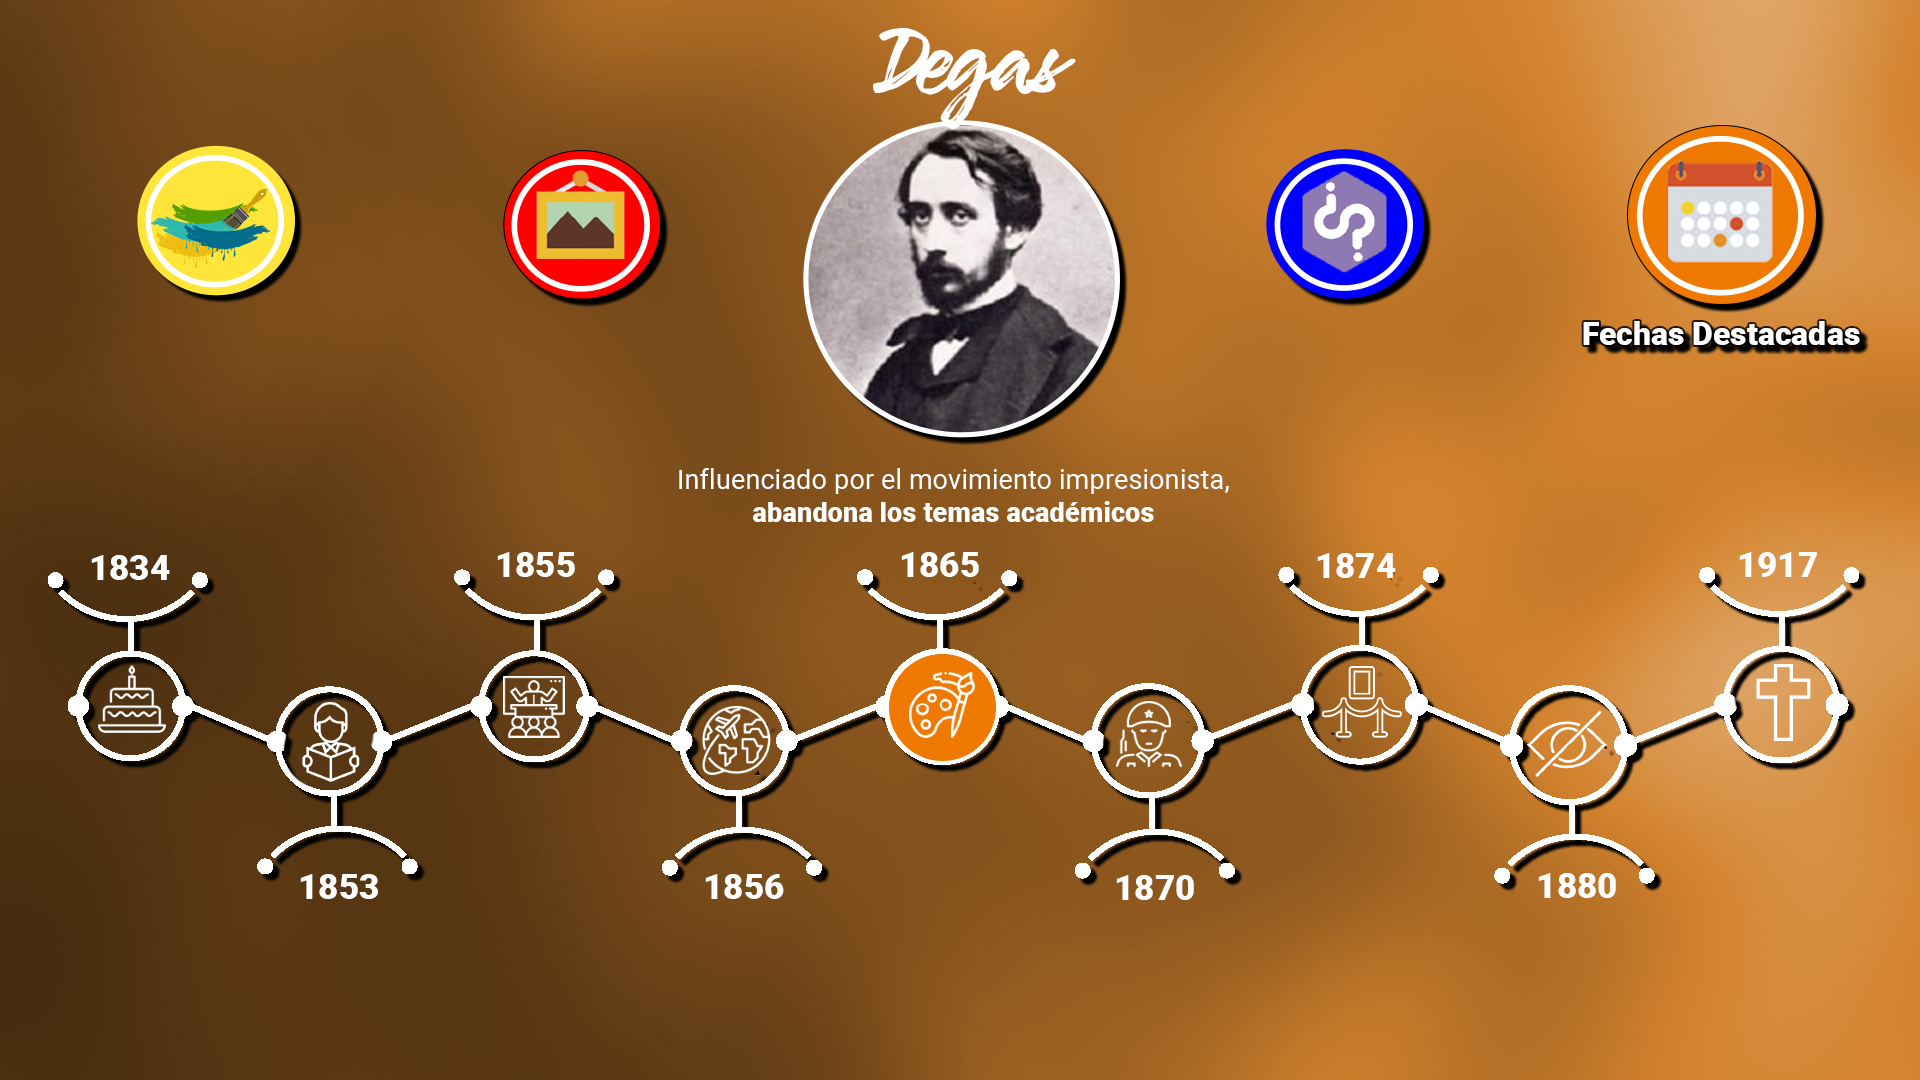 Degas
Fechas Destacadas
Influenciado por el movimiento impresionista,
abandona los temas académicos
1834
1855
1865
1874
1917
1853
1856
1870
1880